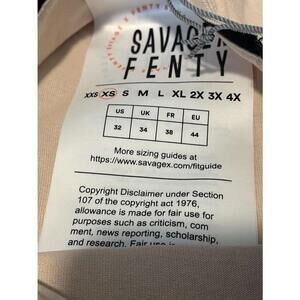 SAVAGE X
FENTY
XXS XS S M L XL 2X 3X 4X
US UK FR EU
32 34 38 44
More sizing guides at
https://www.savagex.com/fitguide
Copyright Disclaimer under Section
107 of the copyright act 1976,
allowance is made for fair use for
purposes such as criticism, com
ment, news reporting, scholarship,
and research. Fair use